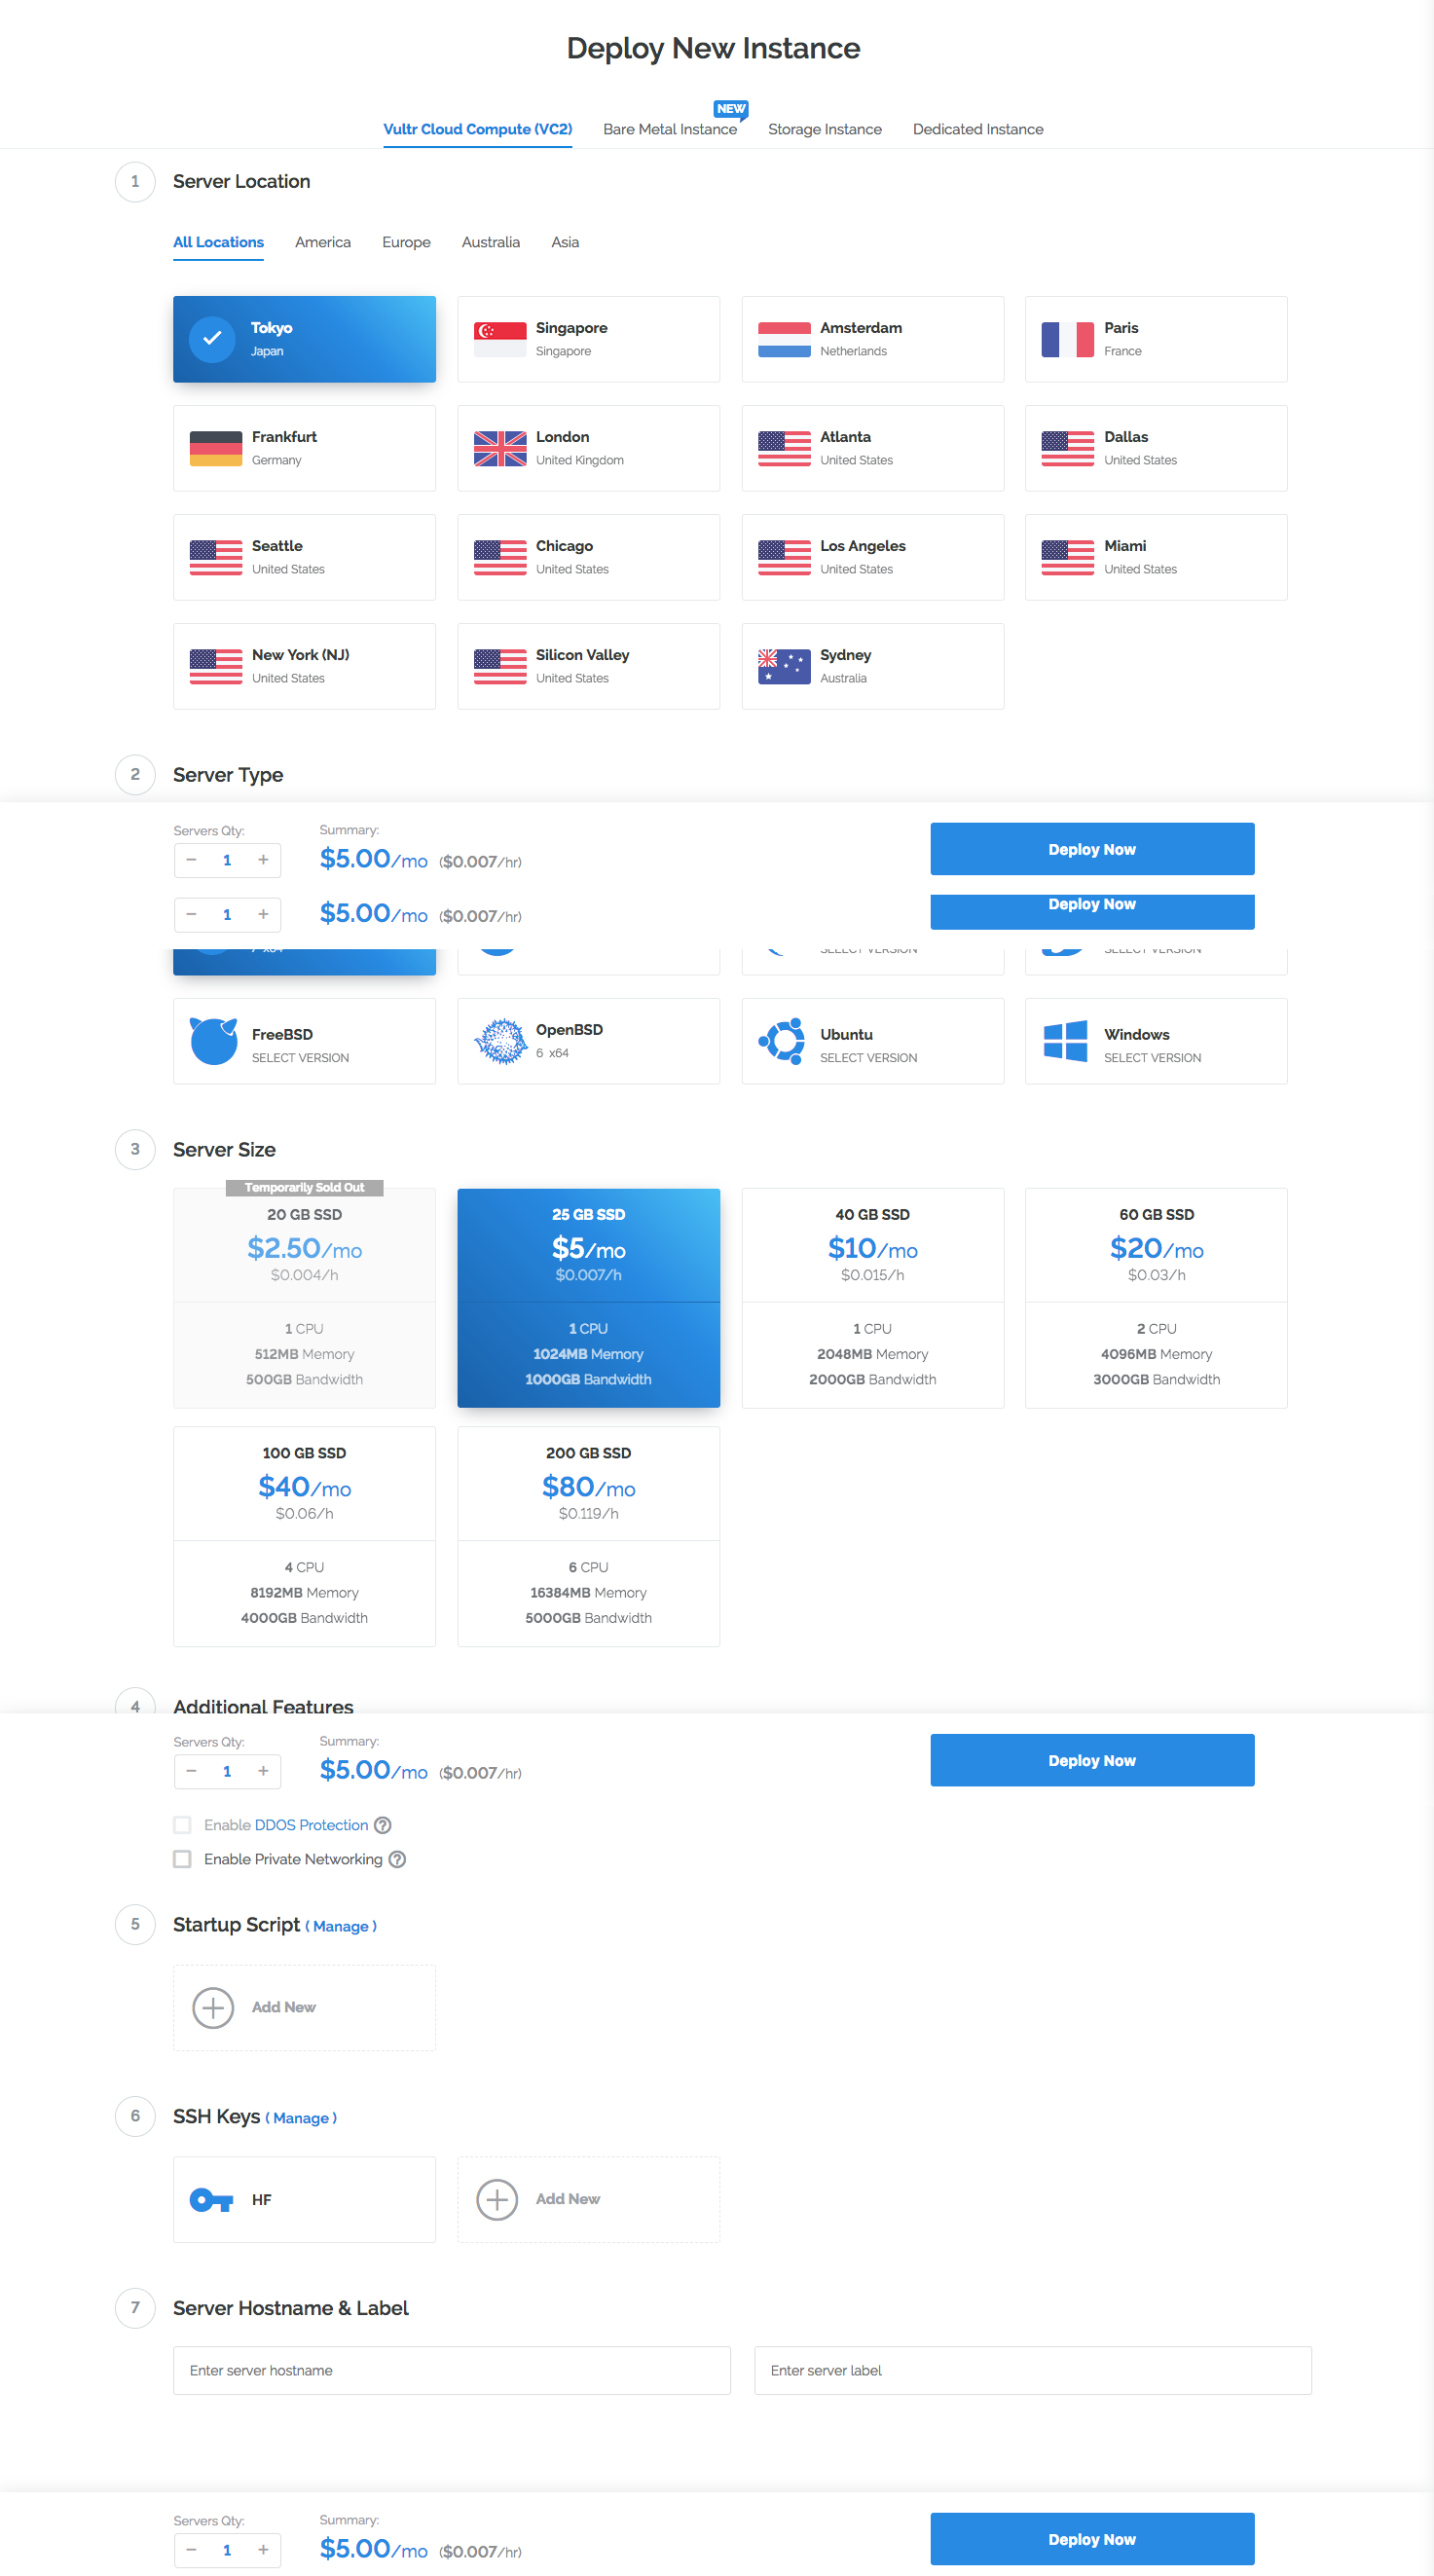 Deploy New Instance
NEW
Vultr Cloud Compute (VC2) Bare Metal Instance Storage Instance Dedicated Instance
1 Server Location
All Locations America Europe Australia Asia
Tokyo Singapore Amsterdam Paris
Japan Singapore Netherlands France
Frankfurt London Atlanta Dallas
Germany United Kingdom United States United States
Seattle Chicago Los Angeles Miami
United States United States United States United States
New York (NJ) Silicon Valley Sydney
United States United States Australia
2 Server Type
Servers Qty: Summary:
− 1 + $5.00/mo ($0.007/hr) Deploy Now
− 1 + $5.00/mo ($0.007/hr) Deploy Now
7 x64 SELECT VERSION SELECT VERSION
FreeBSD OpenBSD Ubuntu Windows
SELECT VERSION 6 x64 SELECT VERSION SELECT VERSION
3 Server Size
Temporarily Sold Out
20 GB SSD 25 GB SSD 40 GB SSD 60 GB SSD
$2.50/mo $5/mo $10/mo $20/mo
$0.004/h $0.007/h $0.015/h $0.03/h
1 CPU 1 CPU 1 CPU 2 CPU
512MB Memory 1024MB Memory 2048MB Memory 4096MB Memory
500GB Bandwidth 1000GB Bandwidth 2000GB Bandwidth 3000GB Bandwidth
100 GB SSD 200 GB SSD
$40/mo $80/mo
$0.06/h $0.119/h
4 CPU 6 CPU
8192MB Memory 16384MB Memory
4000GB Bandwidth 5000GB Bandwidth
4 Additional Features
Servers Qty: Summary:
− 1 + $5.00/mo ($0.007/hr) Deploy Now
Enable DDOS Protection ?
Enable Private Networking ?
5 Startup Script ( Manage )
Add New
6 SSH Keys ( Manage )
HF Add New
7 Server Hostname & Label
Enter server hostname Enter server label
Servers Qty: Summary:
− 1 + $5.00/mo ($0.007/hr) Deploy Now